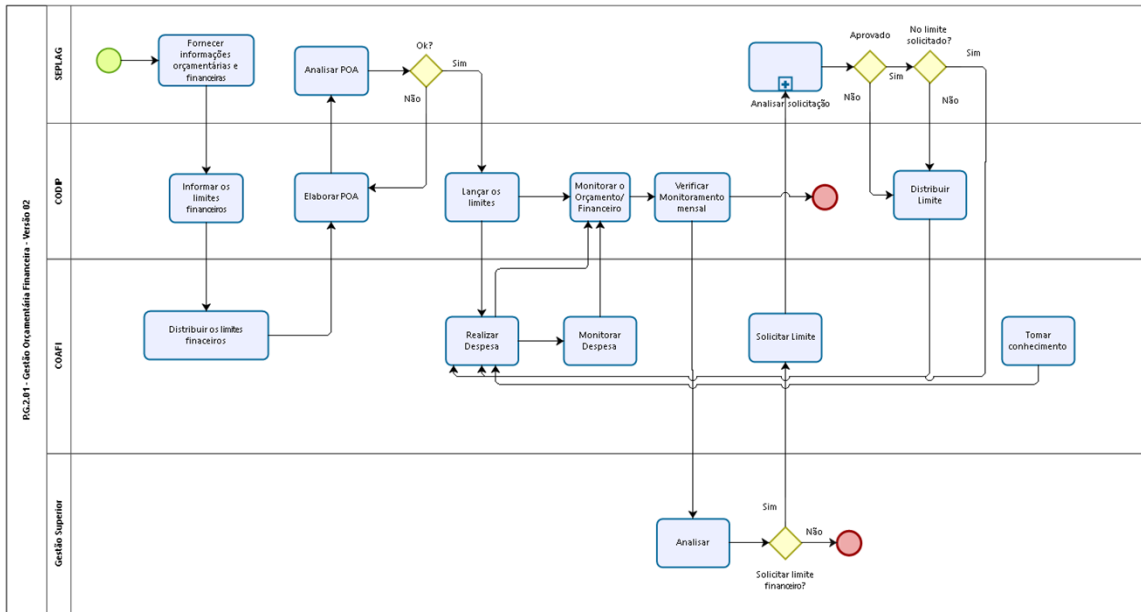 P.G.2.01 - Gestão Orçamentária Financeira - Versão 02
SEPLAG
Fornecer
informações
orçamentárias e
financeiras
Analisar POA
Ok?
Sim
Não
Analisar solicitação
Aprovado
Sim
Não
No limite
solicitado?
Sim
Não
CODIP
Informar os
limites
financeiros
Elaborar POA
Lançar os
limites
Monitorar o
Orçamento/
Financeiro
Verificar
Monitoramento
mensal
Distribuir
Limite
COAFI
Distribuir os limites
finaceiros
Realizar
Despesa
Monitorar
Despesa
Solicitar Limite
Tomar
conhecimento
Gestão Superior
Analisar
Sim
Não
Solicitar limite
financeiro?